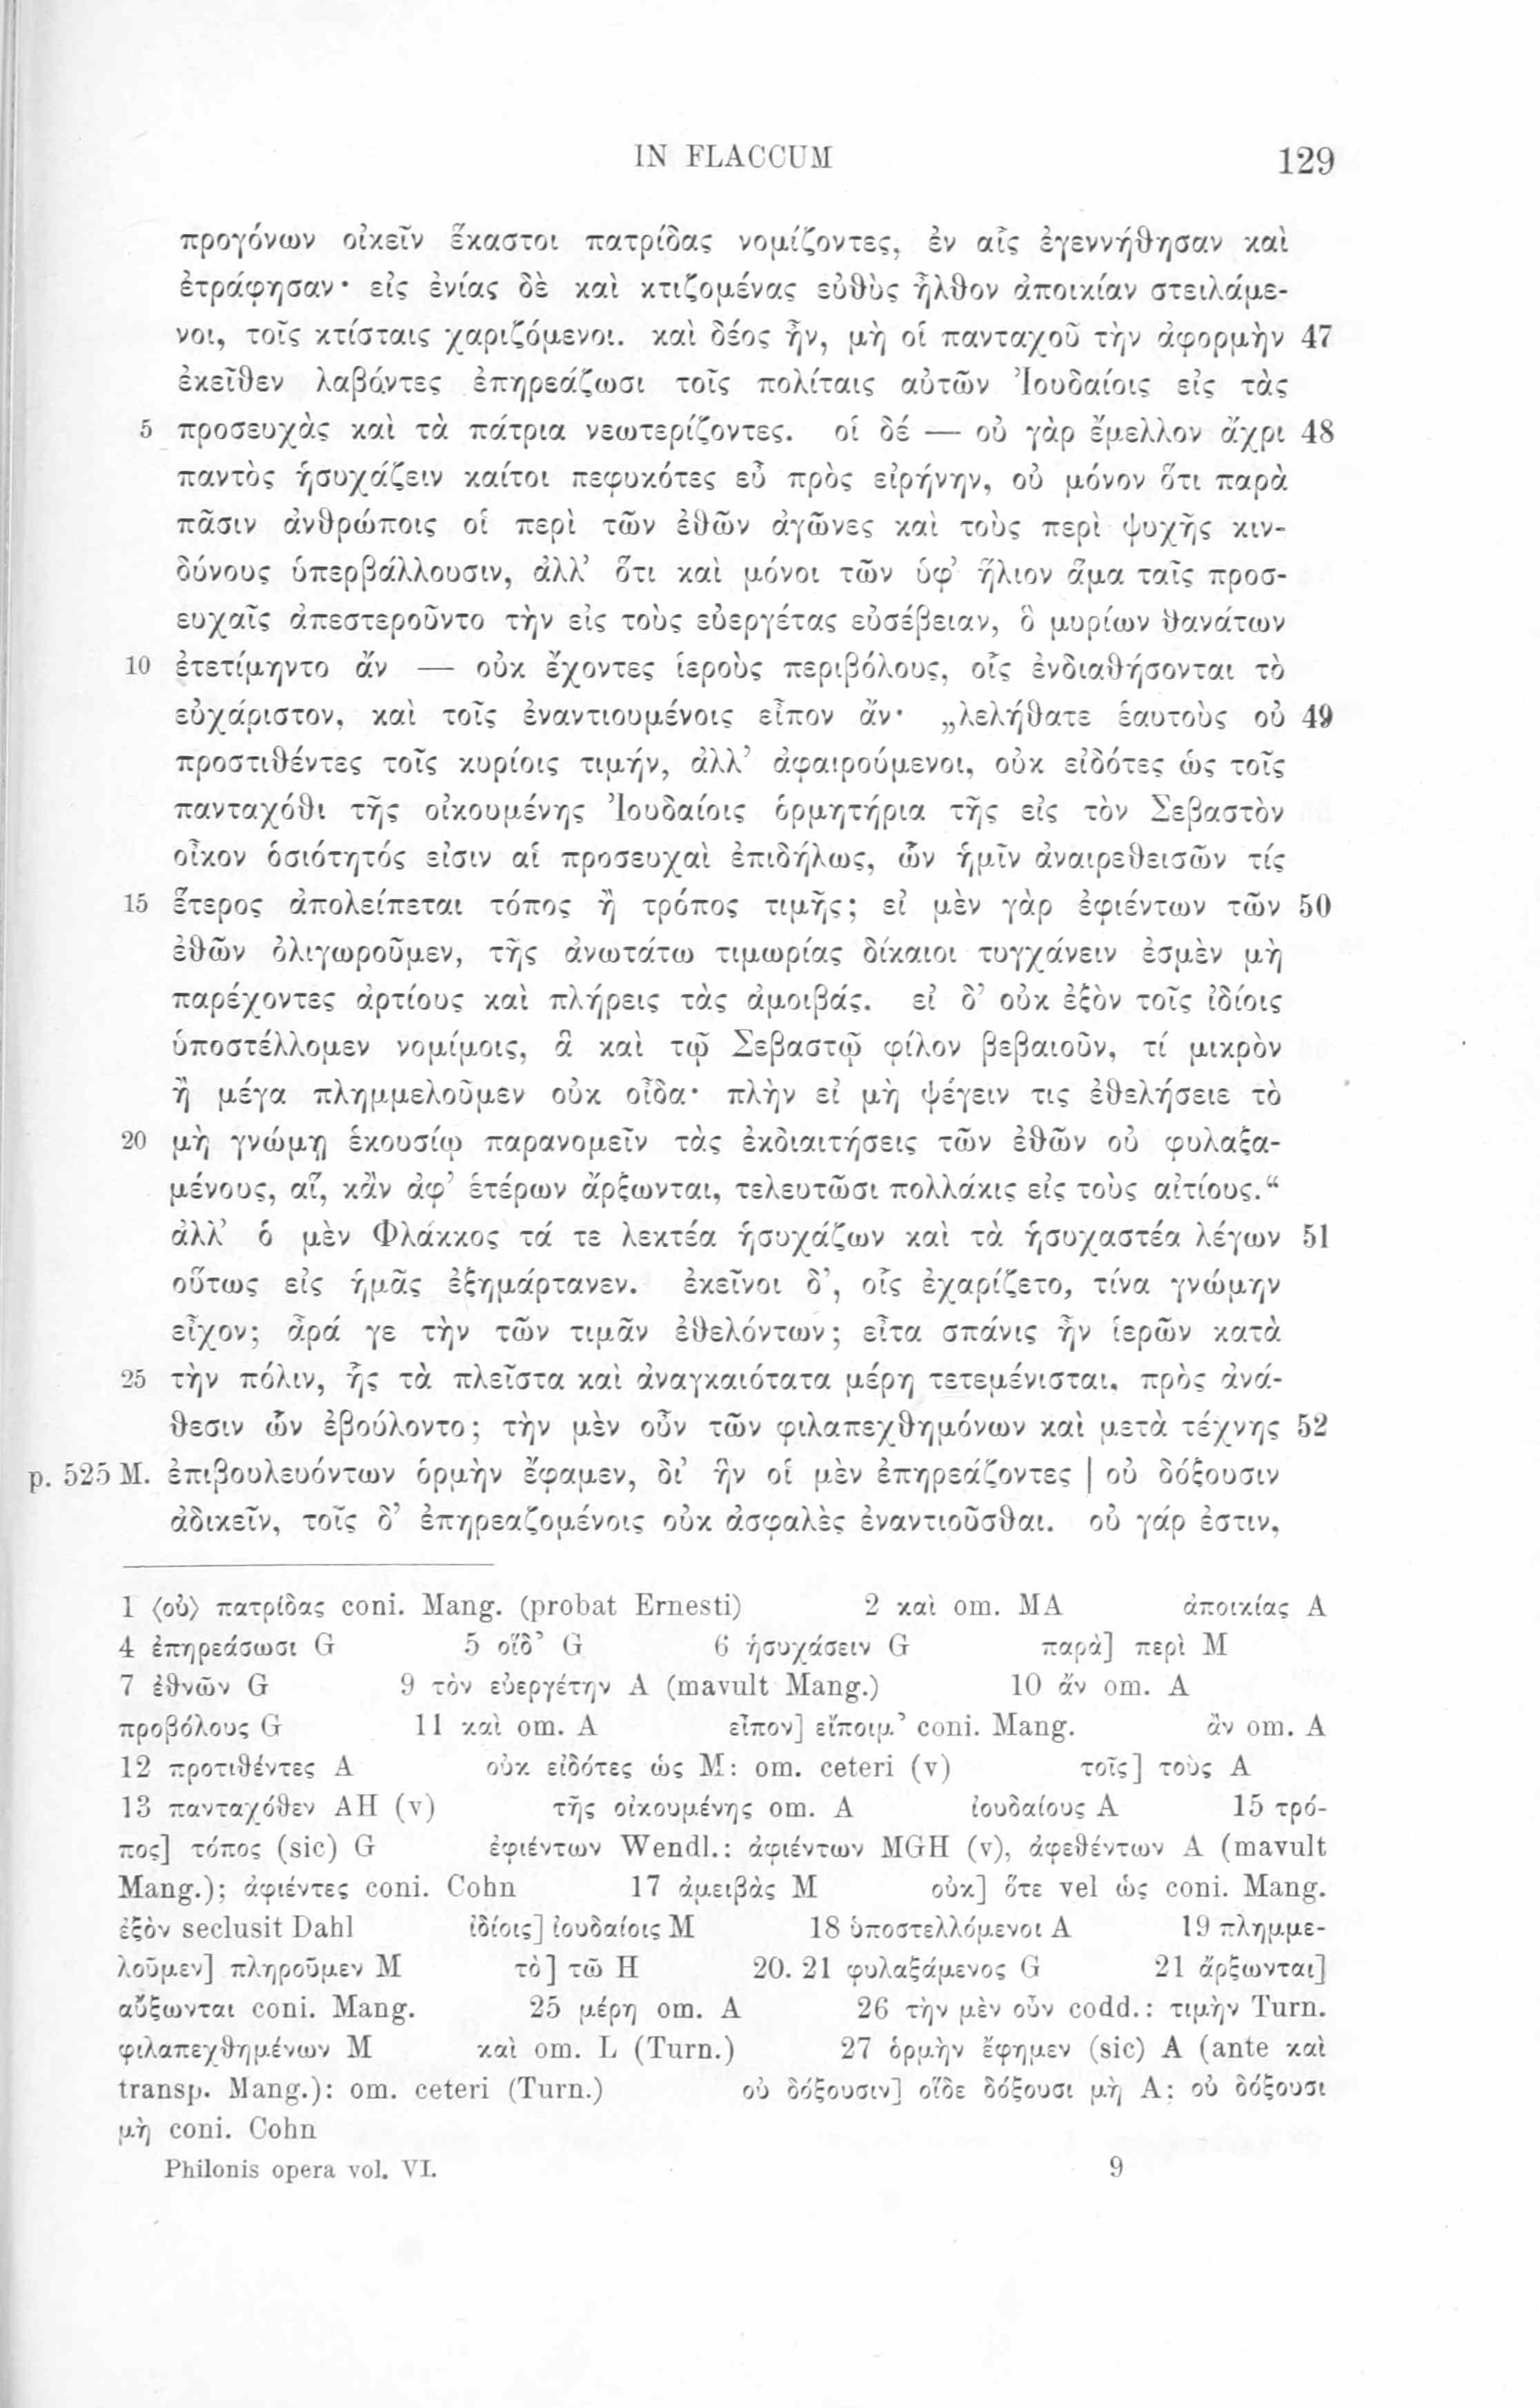 IN FLACCUM 129
προγόνων οἰκεῖν ἕκαστοι πατρίδας νομίζοντες, ἐν αἷς ἐγεννήθησαν καὶ
ἐτράφησαν· εἰς ἐνίας δὲ καὶ κτιζομένας εὐθὺς ἦλθον ἀποικίαν στειλάμε-
νοι, τοῖς κτίσταις χαριζόμενοι. καὶ δέος ἦν, μὴ οἱ πανταχοῦ τὴν ἀφορμὴν 47
ἐκεῖθεν λαβόντες ἐπηρεάζωσι τοῖς πολίταις αὐτῶν Ἰουδαίοις εἰς τὰς
5 προσευχὰς καὶ τὰ πάτρια νεωτερίζοντες. οἱ δέ — οὐ γὰρ ἔμελλον ἄχρι 48
παντὸς ἡσυχάζειν καίτοι πεφυκότες εὖ πρὸς εἰρήνην, οὐ μόνον ὅτι παρὰ
πᾶσιν ἀνθρώποις οἱ περὶ τῶν ἐθῶν ἀγῶνες καὶ τοὺς περὶ ψυχῆς κιν-
δύνους ὑπερβάλλουσιν, ἀλλ’ ὅτι καὶ μόνοι τῶν ὑφ’ ἥλιον ἅμα ταῖς προσ-
ευχαῖς ἀπεστεροῦντο τὴν εἰς τοὺς εὐεργέτας εὐσέβειαν, ὃ μυρίων θανάτων
10 ἐτετίμηντο ἄν — οὐκ ἔχοντες ἱεροὺς περιβόλους, οἷς ἐνδιαθήσονται τὸ
εὐχάριστον, καὶ τοῖς ἐναντιουμένοις εἶπον ἄν· „λελήθατε ἑαυτοὺς οὐ 49
προστιθέντες τοῖς κυρίοις τιμήν, ἀλλ’ ἀφαιρούμενοι, οὐκ εἰδότες ὡς τοῖς
πανταχόθι τῆς οἰκουμένης Ἰουδαίοις ὁρμητήρια τῆς εἰς τὸν Σεβαστὸν
οἶκον ὁσιότητός εἰσιν αἱ προσευχαὶ ἐπιδήλως, ὧν ἡμῖν ἀναιρεθεισῶν τίς
15 ἕτερος ἀπολείπεται τόπος ἢ τρόπος τιμῆς; εἰ μὲν γὰρ ἐφιέντων τῶν 50
ἐθῶν ὀλιγωροῦμεν, τῆς ἀνωτάτω τιμωρίας δίκαιοι τυγχάνειν ἐσμὲν μὴ
παρέχοντες ἀρτίους καὶ πλήρεις τὰς ἀμοιβάς. εἰ δ’ οὐκ ἐξὸν τοῖς ἰδίοις
ὑποστέλλομεν νομίμοις, ἃ καὶ τῷ Σεβαστῷ φίλον βεβαιοῦν, τί μικρὸν
ἢ μέγα πλημμελοῦμεν οὐκ οἶδα· πλὴν εἰ μὴ ψέγειν τις ἐθελήσειε τὸ
20 μὴ γνώμῃ ἑκουσίῳ παρανομεῖν τὰς ἐκδιαιτήσεις τῶν ἐθῶν οὐ φυλαξα-
μένους, αἵ, κἂν ἀφ’ ἑτέρων ἄρξωνται, τελευτῶσι πολλάκις εἰς τοὺς αἰτίους.“
ἀλλ’ ὁ μὲν Φλάκκος τά τε λεκτέα ἡσυχάζων καὶ τὰ ἡσυχαστέα λέγων 51
οὕτως εἰς ἡμᾶς ἐξημάρτανεν. ἐκεῖνοι δ’, οἷς ἐχαρίζετο, τίνα γνώμην
εἶχον; ἆρά γε τὴν τῶν τιμᾶν ἐθελόντων; εἶτα σπάνις ἦν ἱερῶν κατὰ
25 τὴν πόλιν, ἧς τὰ πλεῖστα καὶ ἀναγκαιότατα μέρη τετεμένισται, πρὸς ἀνά-
θεσιν ὧν ἐβούλοντο; τὴν μὲν οὖν τῶν φιλαπεχθημόνων καὶ μετὰ τέχνης 52
p. 525 M. ἐπιβουλευόντων ὁρμὴν ἔφαμεν, δι’ ἣν οἱ μὲν ἐπηρεάζοντες | οὐ δόξουσιν
ἀδικεῖν, τοῖς δ’ ἐπηρεαζομένοις οὐκ ἀσφαλὲς ἐναντιοῦσθαι. οὐ γάρ ἐστιν,
1 ⟨οὐ⟩ πατρίδας coni. Mang. (probat Ernesti) 2 καὶ om. MA ἀποικίας A
4 ἐπηρεάσωσι G 5 οἵδ’ G 6 ἡσυχάσειν G παρὰ] περὶ M
7 ἐθνῶν G 9 τὸν εὐεργέτην A (mavult Mang.) 10 ἄν om. A
προβόλους G 11 καὶ om. A εἶπον] εἴποιμ’ coni. Mang. ἂν om. A
12 προτιθέντες A οὐκ εἰδότες ὡς M: om. ceteri (v) τοῖς] τοὺς A
13 πανταχόθεν AH (v) τῆς οἰκουμένης om. A ἰουδαίους A 15 τρό-
πος] τόπος (sic) G ἐφιέντων Wendl.: ἀφιέντων MGH (v), ἀφεθέντων A (mavult
Mang.); ἀφιέντες coni. Cohn 17 ἀμειβὰς M οὐκ] ὅτε vel ὡς coni. Mang.
ἐξὸν seclusit Dahl ἰδίοις] ἰουδαίοις M 18 ὑποστελλόμενοι A 19 πλημμε-
λοῦμεν] πληροῦμεν M τὸ] τῶ H 20. 21 φυλαξάμενος G 21 ἄρξωνται]
αὔξωνται coni. Mang. 25 μέρη om. A 26 τὴν μὲν οὖν codd.: τιμὴν Turn.
φιλαπεχθημένων M καὶ om. L (Turn.) 27 ὁρμὴν ἔφημεν (sic) A (ante καὶ
transp. Mang.): om. ceteri (Turn.) οὐ δόξουσιν] οἵδε δόξουσι μὴ A; οὐ δόξουσι
μὴ coni. Cohn
Philonis opera vol. VI. 9